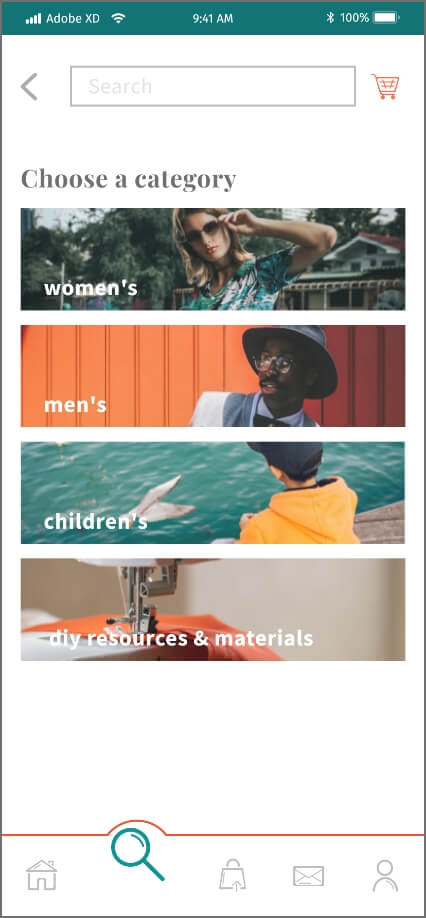 Adobe XD 9:41 AM 100%
Search
Choose a category
women's
men's
children's
diy resources & materials